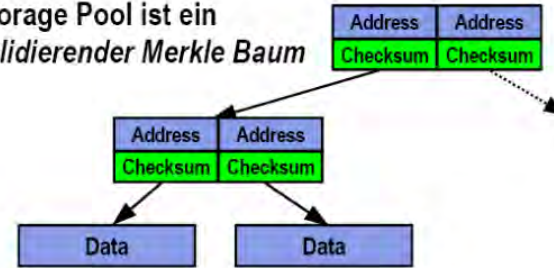 orage Pool ist ein
lidierender Merkle Baum
Address Address
Checksum Checksum
Address Address
Checksum Checksum
Data Data